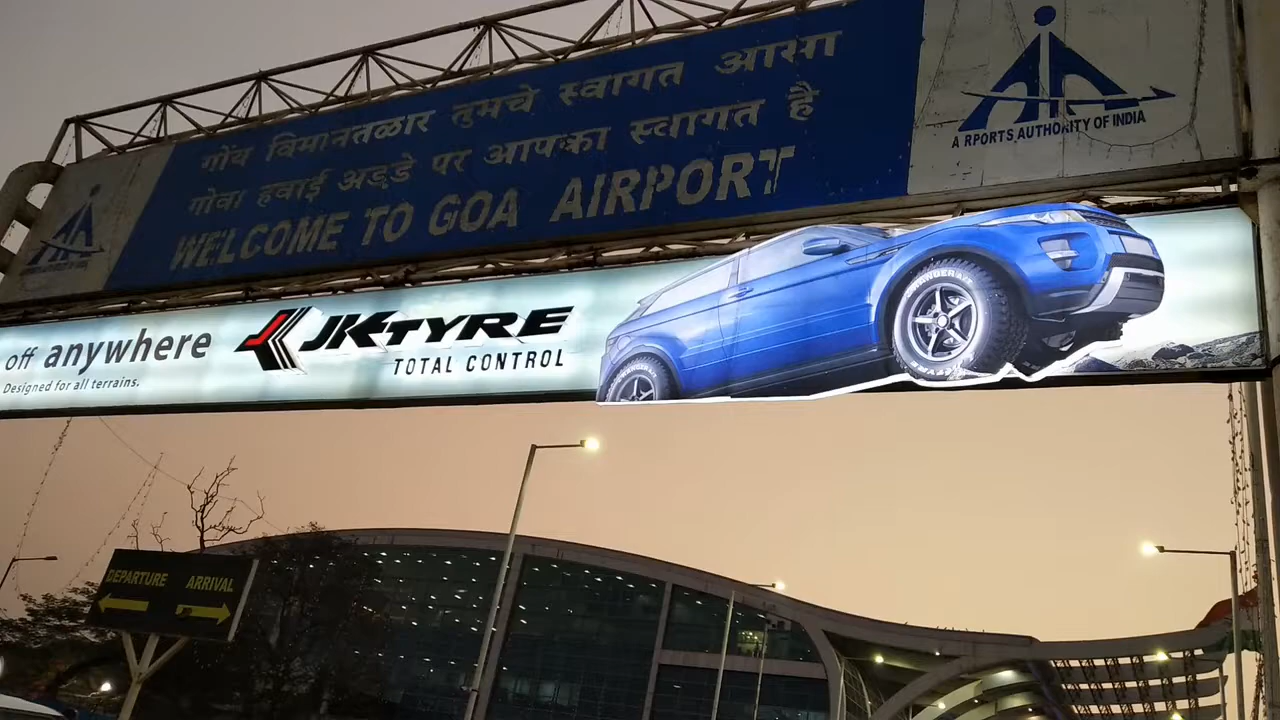 गोंय विमानतळार तुमचे स्वागत आसा
गोवा हवाई अड्डे पर आपका स्वागत है
WELCOME TO GOA AIRPORT
A RPORTS AUTHORITY OF INDIA
off anywhere
Designed for all terrains.
JK TYRE
TOTAL CONTROL
DEPARTURE ARRIVAL